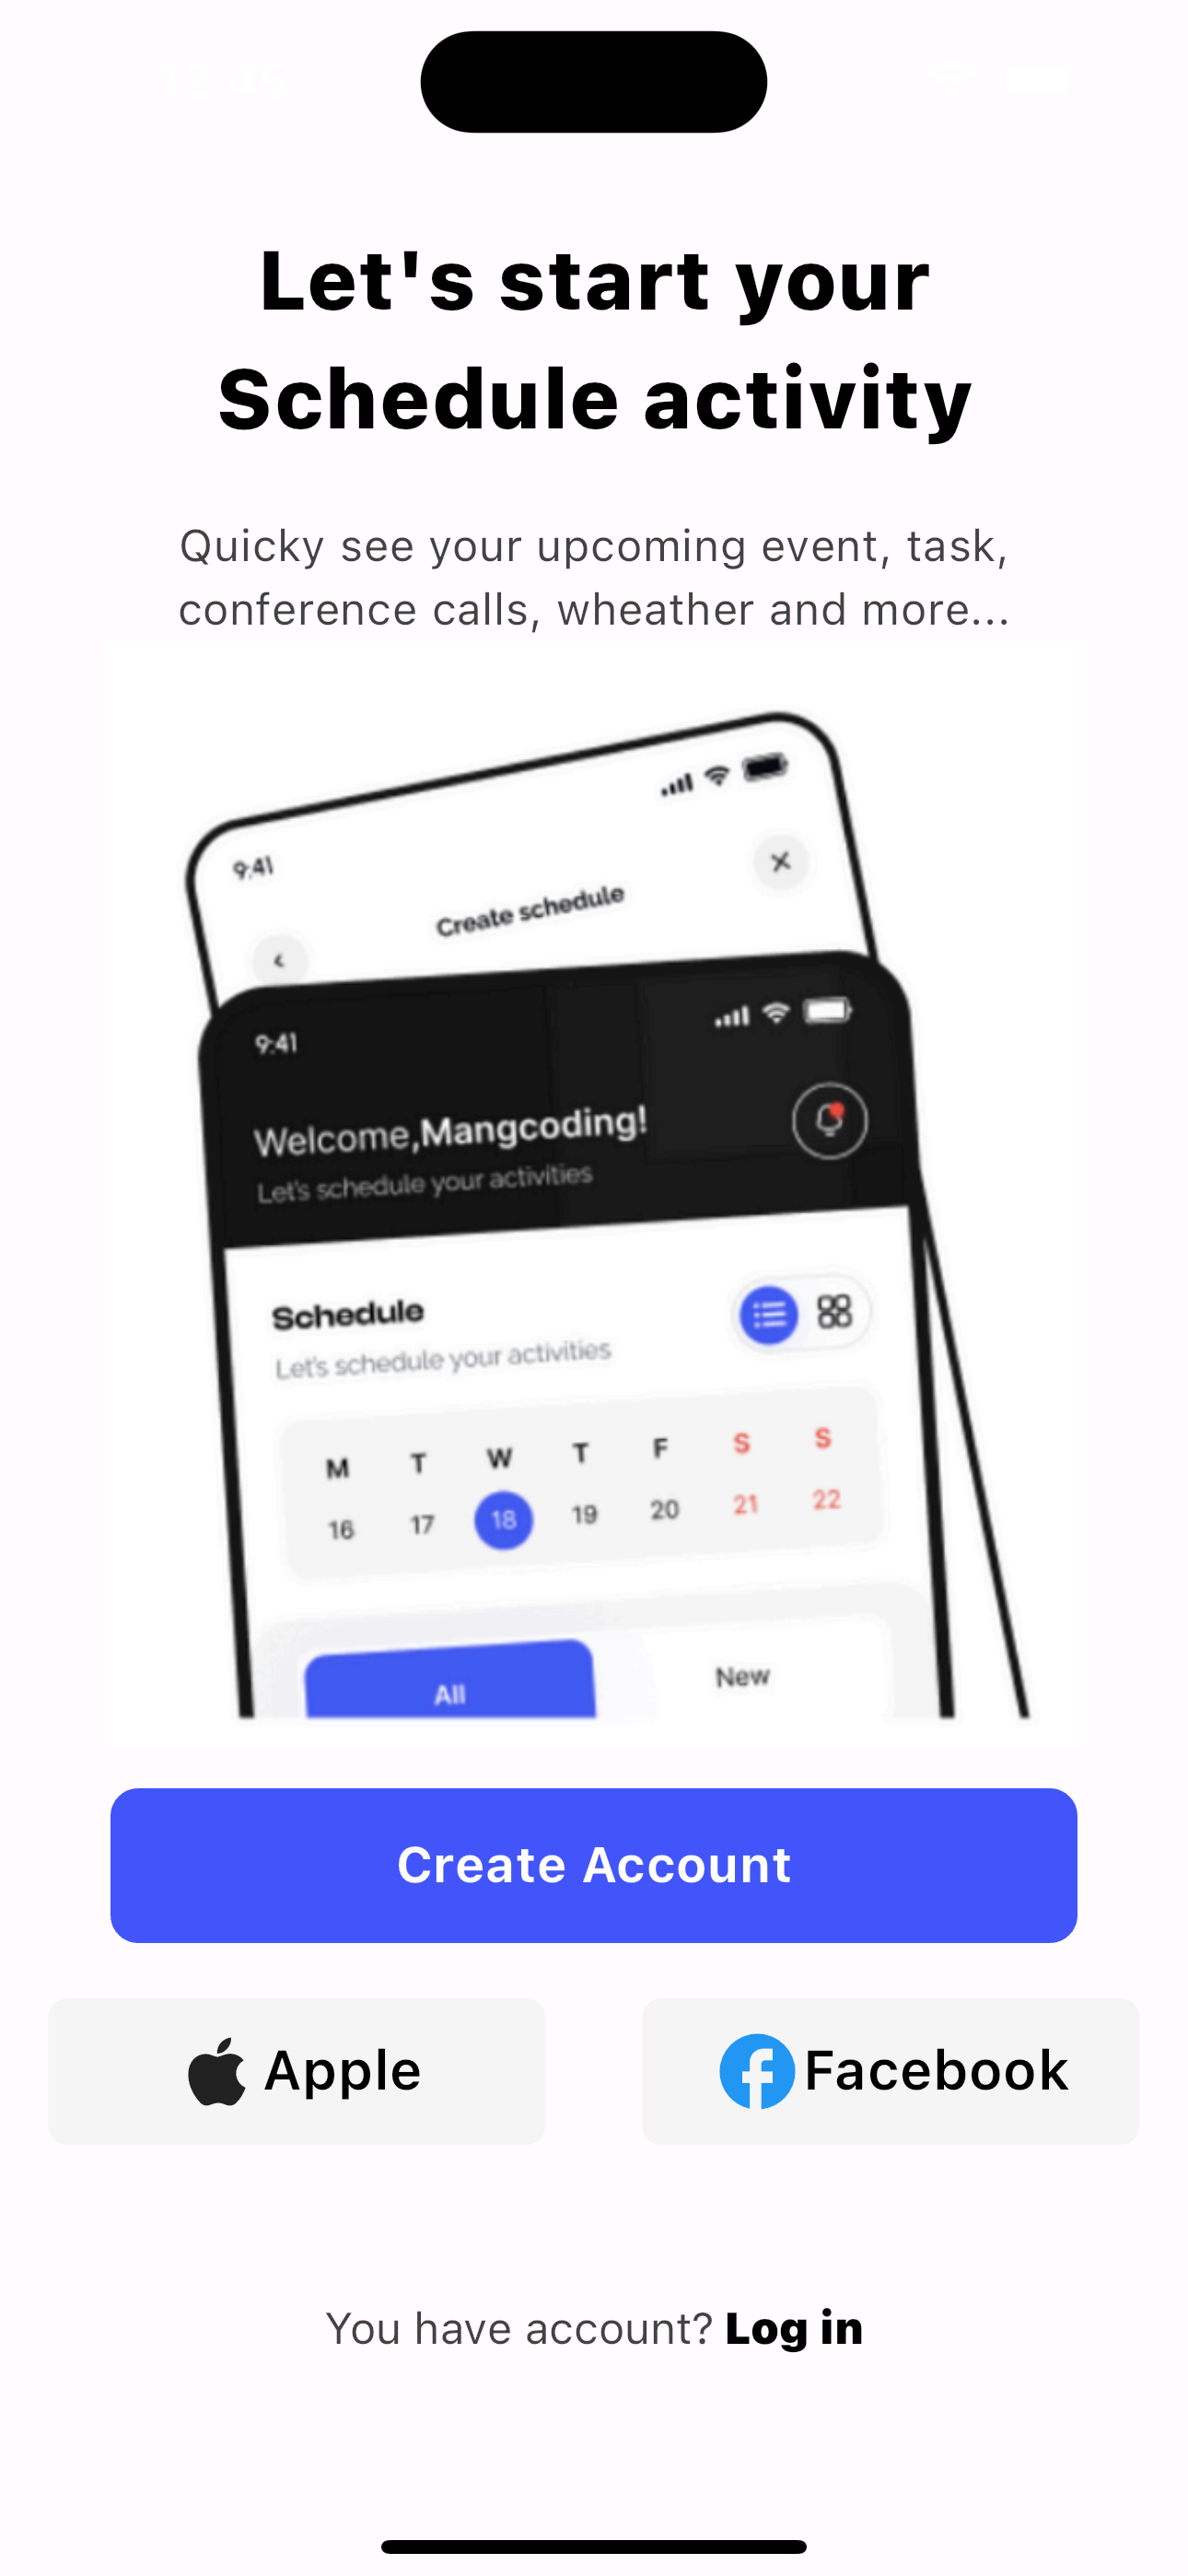 12:45
Let's start your
Schedule activity
Quicky see your upcoming event, task,
conference calls, wheather and more...
9:41
Create schedule
9:41
Welcome,Mangcoding!
Let's schedule your activities
Schedule
Let's schedule your activities
M T W T F S S
16 17 18 19 20 21 22
All New
Create Account
Apple Facebook
You have account? Log in